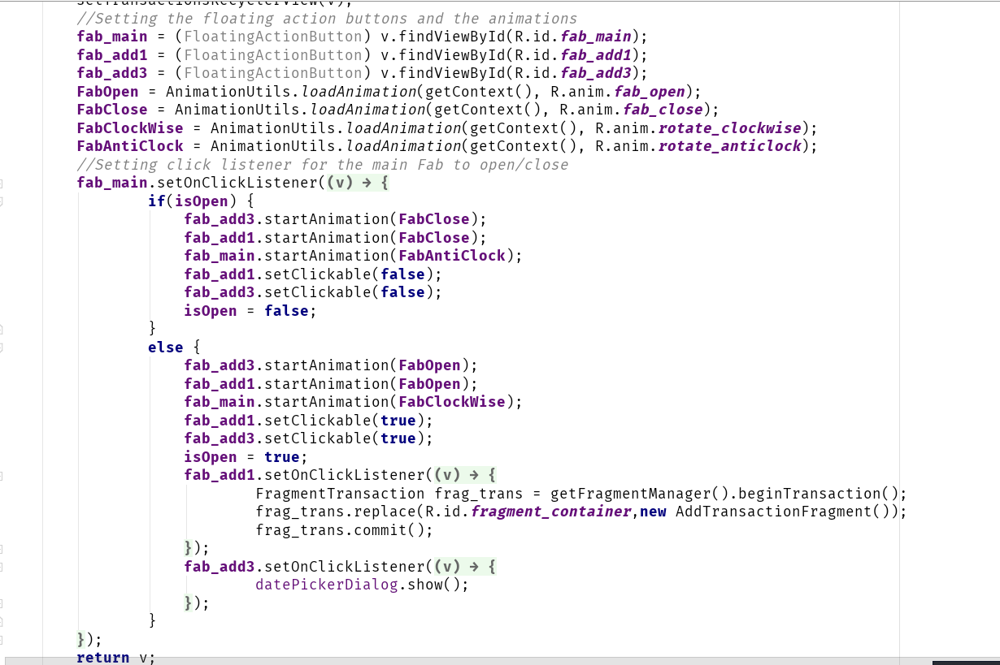 setTransactionsRecyclerView(v);
//Setting the floating action buttons and the animations
fab_main = (FloatingActionButton) v.findViewById(R.id.fab_main);
fab_add1 = (FloatingActionButton) v.findViewById(R.id.fab_add1);
fab_add3 = (FloatingActionButton) v.findViewById(R.id.fab_add3);
FabOpen = AnimationUtils.loadAnimation(getContext(), R.anim.fab_open);
FabClose = AnimationUtils.loadAnimation(getContext(), R.anim.fab_close);
FabClockWise = AnimationUtils.loadAnimation(getContext(), R.anim.rotate_clockwise);
FabAntiClock = AnimationUtils.loadAnimation(getContext(), R.anim.rotate_anticlock);
//Setting click listener for the main Fab to open/close
fab_main.setOnClickListener((v) → {
if(isOpen) {
fab_add3.startAnimation(FabClose);
fab_add1.startAnimation(FabClose);
fab_main.startAnimation(FabAntiClock);
fab_add1.setClickable(false);
fab_add3.setClickable(false);
isOpen = false;
}
else {
fab_add3.startAnimation(FabOpen);
fab_add1.startAnimation(FabOpen);
fab_main.startAnimation(FabClockWise);
fab_add1.setClickable(true);
fab_add3.setClickable(true);
isOpen = true;
fab_add1.setOnClickListener((v) → {
FragmentTransaction frag_trans = getFragmentManager().beginTransaction();
frag_trans.replace(R.id.fragment_container,new AddTransactionFragment());
frag_trans.commit();
});
fab_add3.setOnClickListener((v) → {
datePickerDialog.show();
});
}
});
return v;